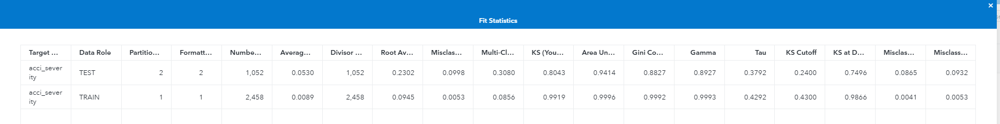 Fit Statistics
Target ... Data Role Partitio... Formatt... Numbe... Averag... Divisor ... Root Av... Misclas... Multi-Cl... KS (You... Area Un... Gini Co... Gamma Tau KS Cutoff KS at D... Misclas... Misclass...
acci_sever
ity TEST 2 2 1,052 0.0530 1,052 0.2302 0.0998 0.3080 0.8043 0.9414 0.8827 0.8927 0.3792 0.2400 0.7496 0.0865 0.0932
acci_sever
ity TRAIN 1 1 2,458 0.0089 2,458 0.0945 0.0053 0.0856 0.9919 0.9996 0.9992 0.9993 0.4292 0.4300 0.9866 0.0041 0.0053